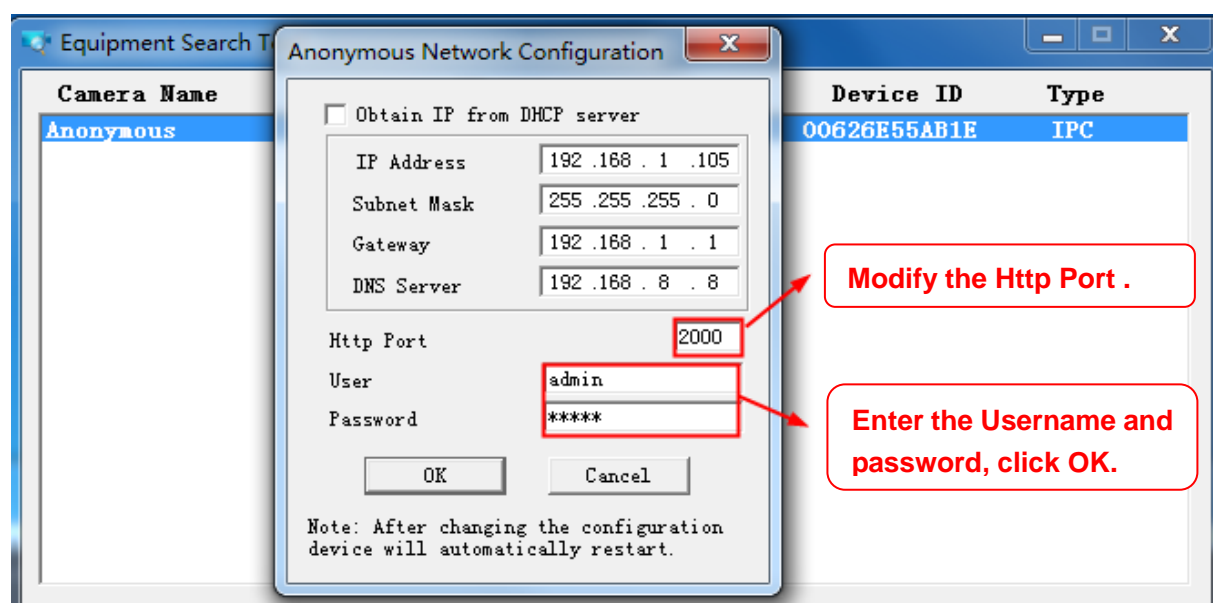 Equipment Search T
Anonymous Network Configuration
Camera Name
Device ID
Type
Anonymous
00626E55AB1E
IPC
Obtain IP from DHCP server
IP Address 192 .168 . 1 .105
Subnet Mask 255 .255 .255 . 0
Gateway 192 .168 . 1 . 1
DNS Server 192 .168 . 8 . 8
Http Port 2000
User admin
Password *****
OK Cancel
Note: After changing the configuration
device will automatically restart.
Modify the Http Port .
Enter the Username and
password, click OK.